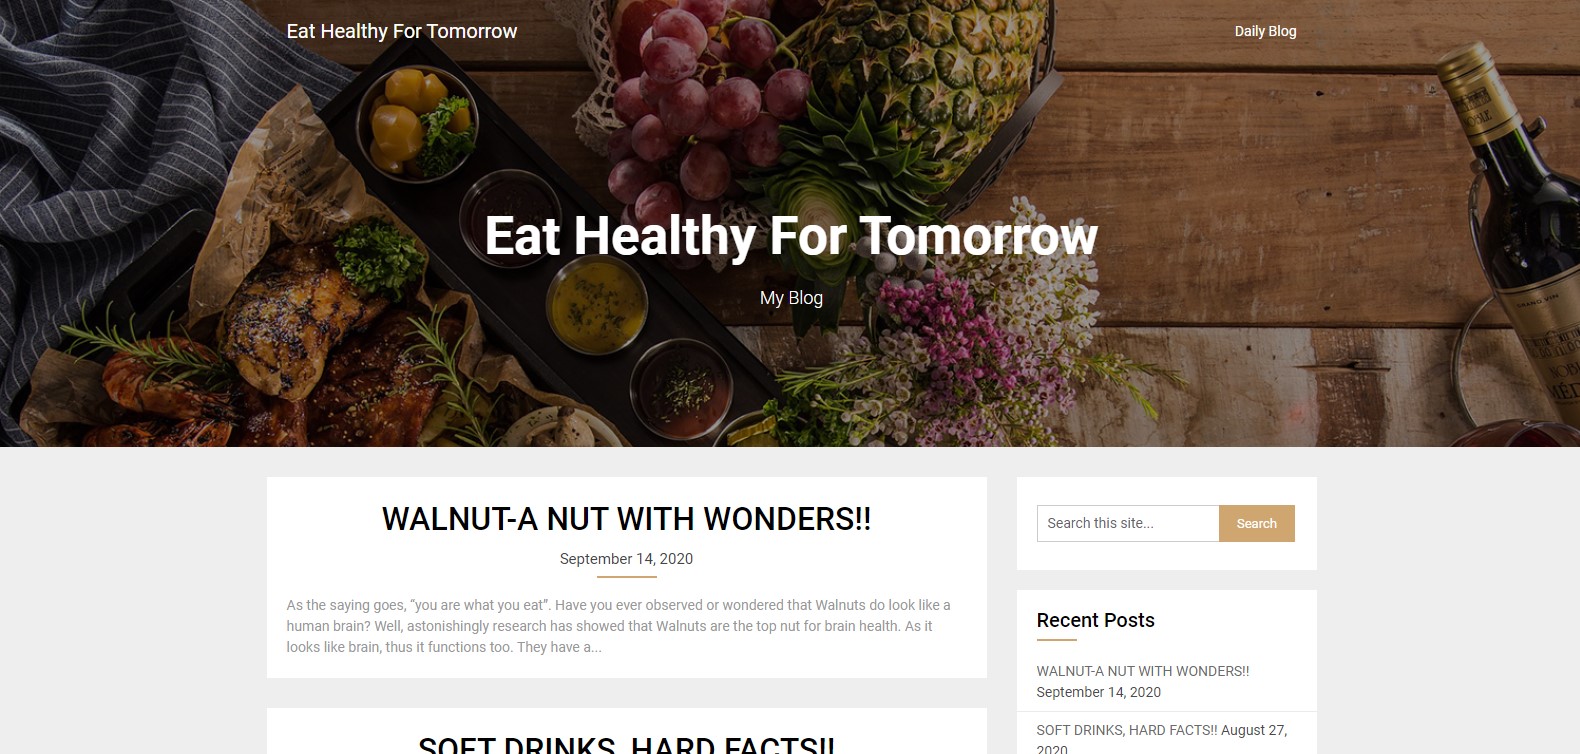 Eat Healthy For Tomorrow
Daily Blog
NOBLE
Eat Healthy For Tomorrow
My Blog
GRAND VIN
WALNUT-A NUT WITH WONDERS!!
September 14, 2020
As the saying goes, “you are what you eat”. Have you ever observed or wondered that Walnuts do look like a
human brain? Well, astonishingly research has showed that Walnuts are the top nut for brain health. As it
looks like brain, thus it functions too. They have a...
SOFT DRINKS, HARD FACTS!!
Search this site...
Search
Recent Posts
WALNUT-A NUT WITH WONDERS!!
September 14, 2020
SOFT DRINKS, HARD FACTS!! August 27,
2020